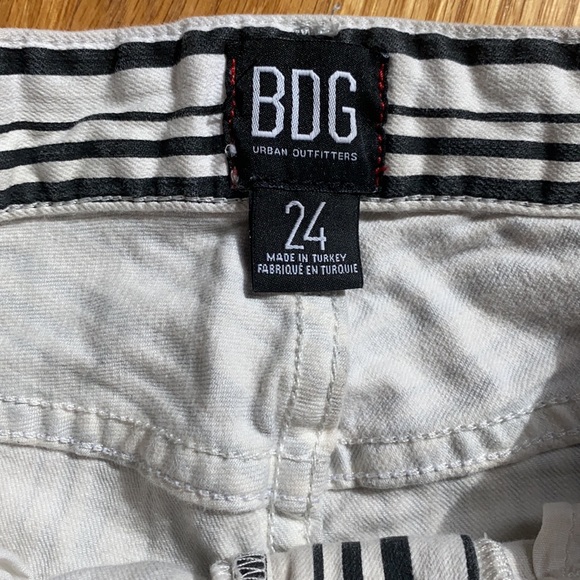 BDG
URBAN OUTFITTERS
24
MADE IN TURKEY
FABRIQUÉ EN TURQUIE